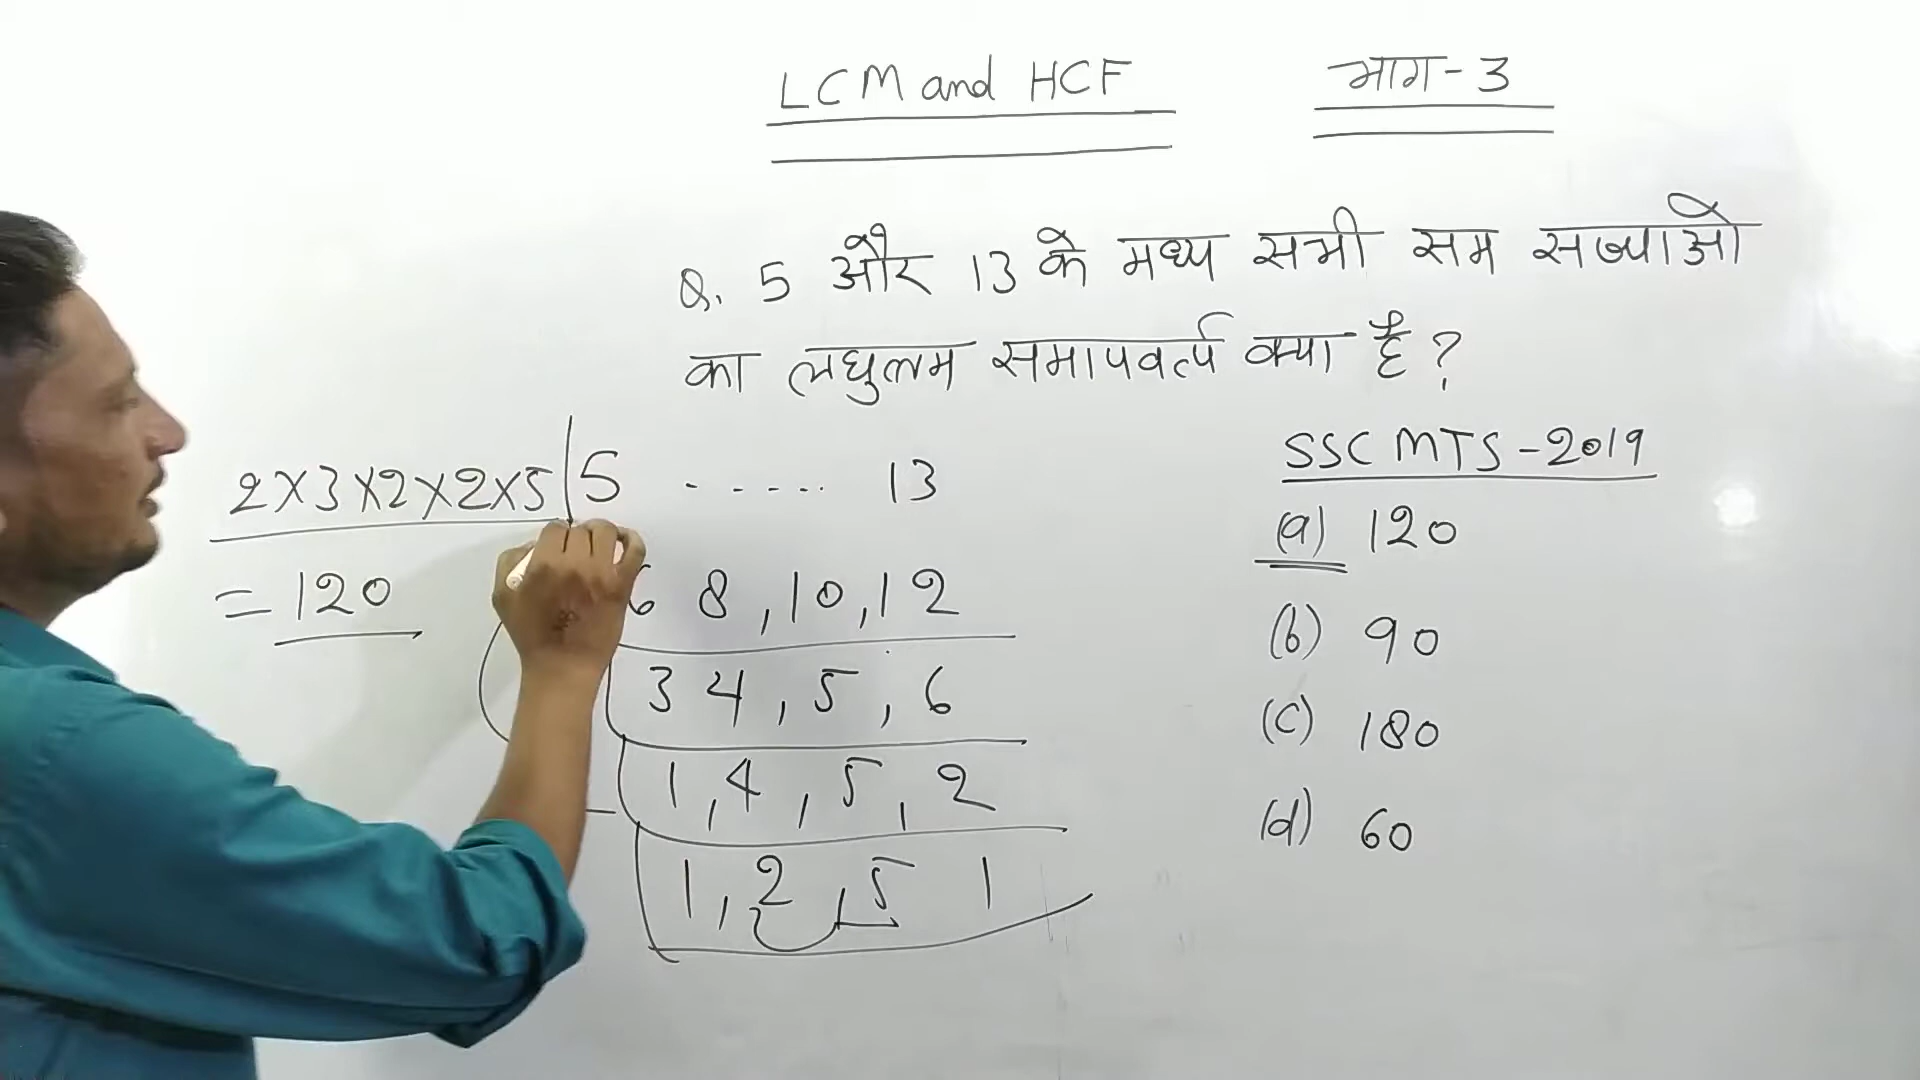 LCM and HCF भाग-3
Q. 5 और 13 के मध्य सभी सम संख्याओ
का लघुत्तम समापवर्त्य क्या है ?
SSC MTS-2019
(a) 120
(b) 90
(c) 180
(d) 60
2×3×2×2×5
= 120
5 ..... 13
6 8, 10, 12
3 4, 5, 6
1, 4, 5, 2
1, 2, 5 1